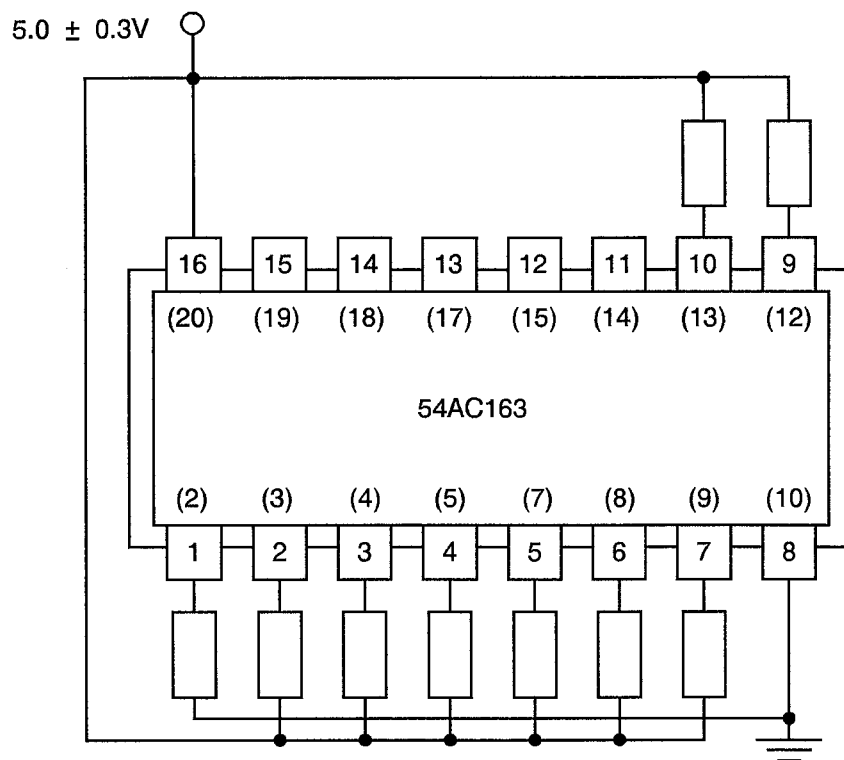 5.0 ± 0.3V
16 15 14 13 12 11 10 9
(20) (19) (18) (17) (15) (14) (13) (12)
54AC163
(2) (3) (4) (5) (7) (8) (9) (10)
1 2 3 4 5 6 7 8